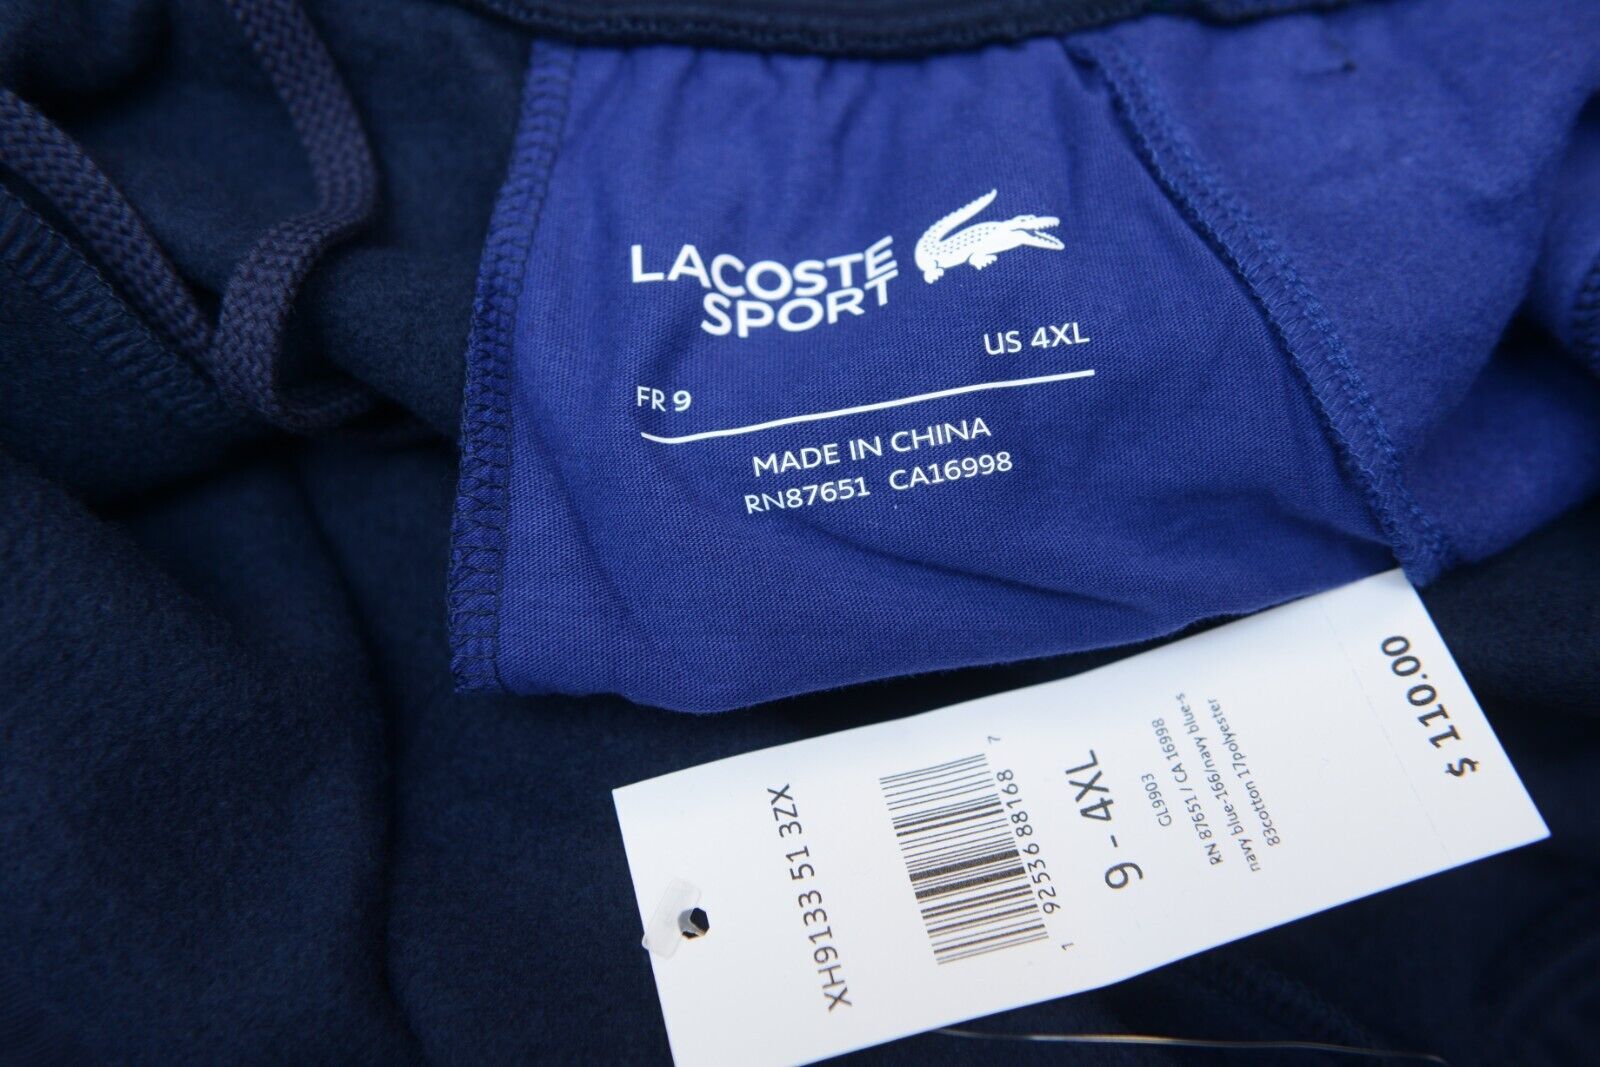 LACOSTE
SPORT
US 4XL
FR 9
MADE IN CHINA
RN87651 CA16998
$ 110.00
83cotton 17polyester
navy blue-166/navy blue-s
RN 87651 / CA 16998
GL9903
9 - 4XL
1 92536 88168 7
XH9133 51 3ZX